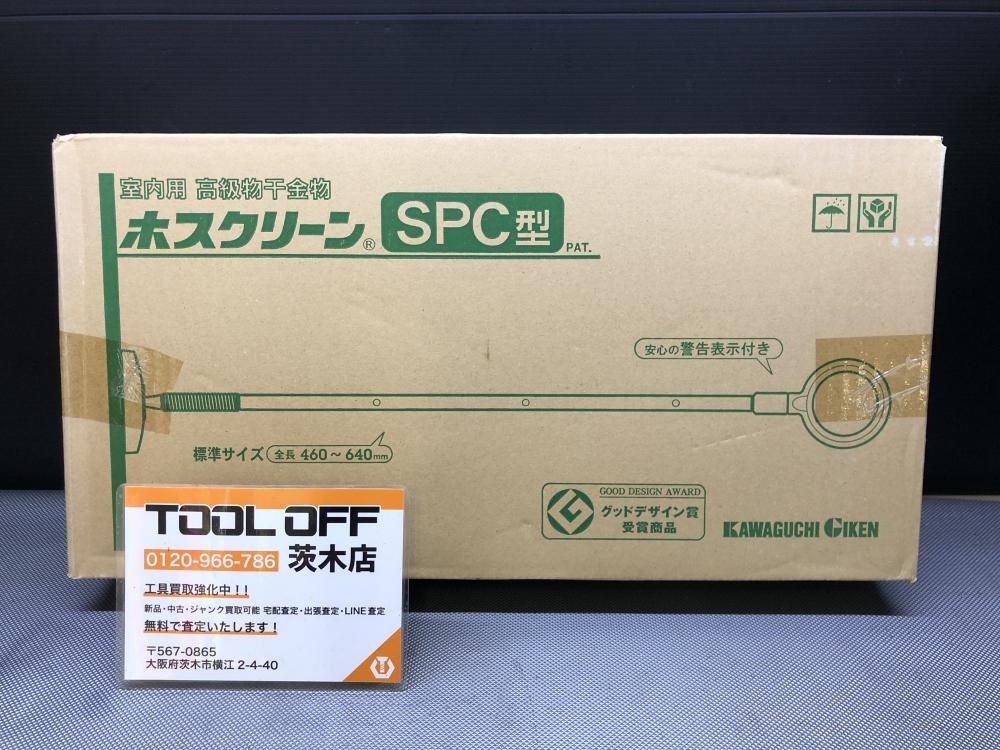 室内用 高級物干金物
ホスクリーン® SPC型 PAT.
安心の警告表示付き
標準サイズ 全長 460～640mm
GOOD DESIGN AWARD
グッドデザイン賞
受賞商品
KAWAGUCHI GIKEN
TOOL OFF
0120-966-786 茨木店
工具買取強化中！！
新品・中古・ジャンク買取可能 宅配査定・出張査定・LINE査定
無料で査定いたします！
〒567-0865
大阪府茨木市横江 2-4-40